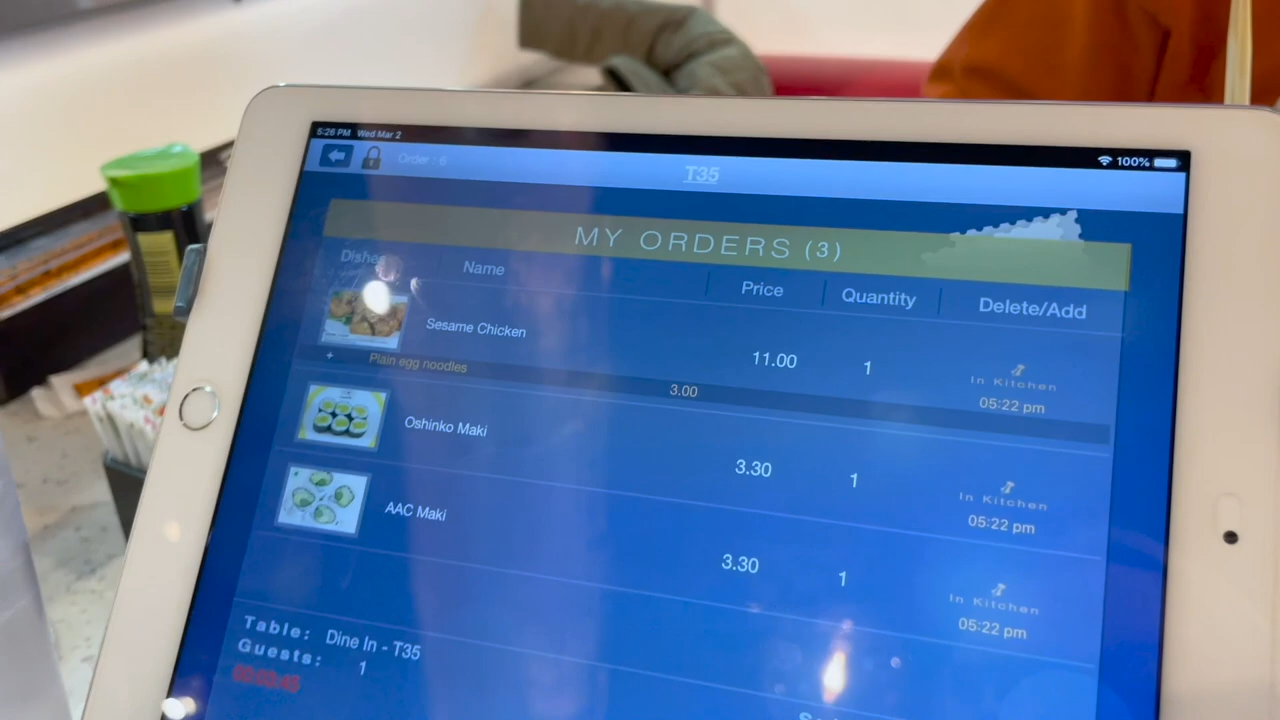 5:26 PM Wed Mar 2
100%
Order : 6
T35
MY ORDERS (3)
Dishes Name Price Quantity Delete/Add
Sesame Chicken 11.00 1 In Kitchen
05:22 pm
+ Plain egg noodles 3.00
Oshinko Maki 3.30 1 In Kitchen
05:22 pm
AAC Maki 3.30 1 In Kitchen
05:22 pm
Table: Dine In - T35
Guests: 1